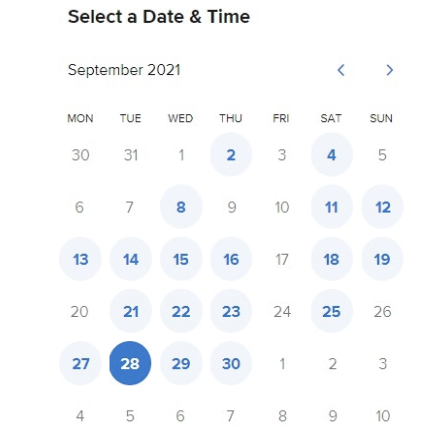 Select a Date & Time
September 2021
MON TUE WED THU FRI SAT SUN
30 31 1 2 3 4 5
6 7 8 9 10 11 12
13 14 15 16 17 18 19
20 21 22 23 24 25 26
27 28 29 30 1 2 3
4 5 6 7 8 9 10